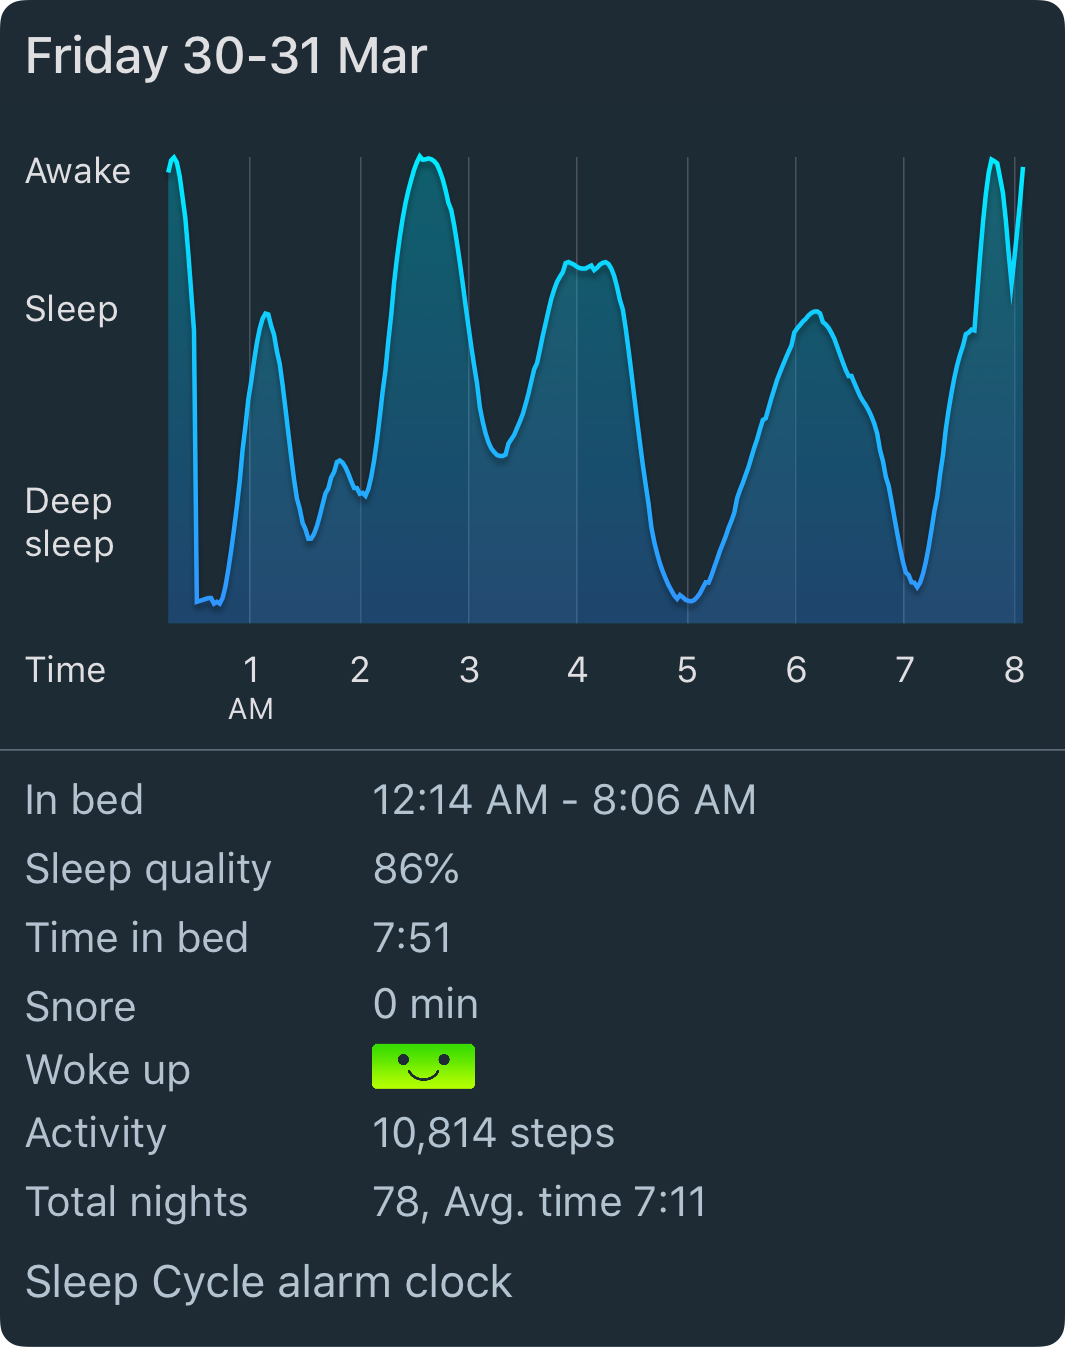 Friday 30-31 Mar
Awake
Sleep
Deep
sleep
Time 1 2 3 4 5 6 7 8
AM
In bed 12:14 AM - 8:06 AM
Sleep quality 86%
Time in bed 7:51
Snore 0 min
Woke up
Activity 10,814 steps
Total nights 78, Avg. time 7:11
Sleep Cycle alarm clock